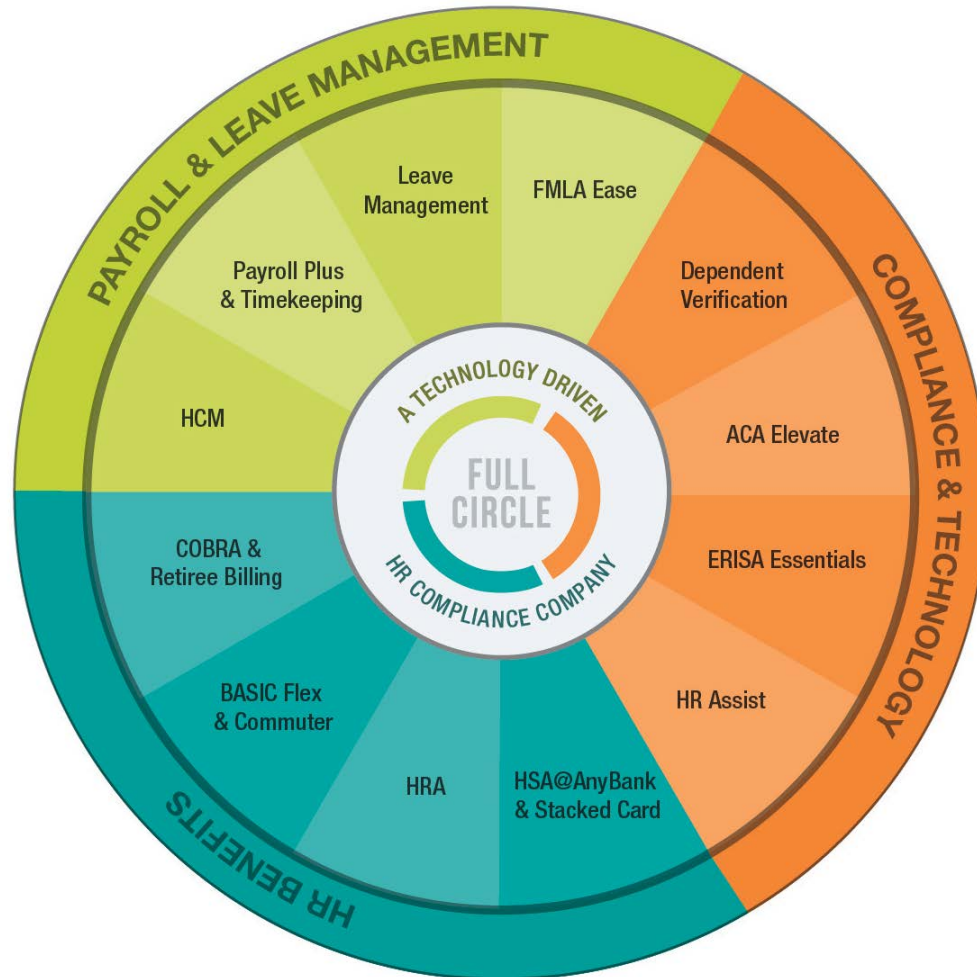 PAYROLL & LEAVE MANAGEMENT
Leave
Management
FMLA Ease
Payroll Plus
& Timekeeping
HCM
COMPLIANCE & TECHNOLOGY
Dependent
Verification
ACA Elevate
ERISA Essentials
HR Assist
HR BENEFITS
COBRA &
Retiree Billing
BASIC Flex
& Commuter
HRA
HSA@AnyBank
& Stacked Card
A TECHNOLOGY DRIVEN
FULL
CIRCLE
HR COMPLIANCE COMPANY